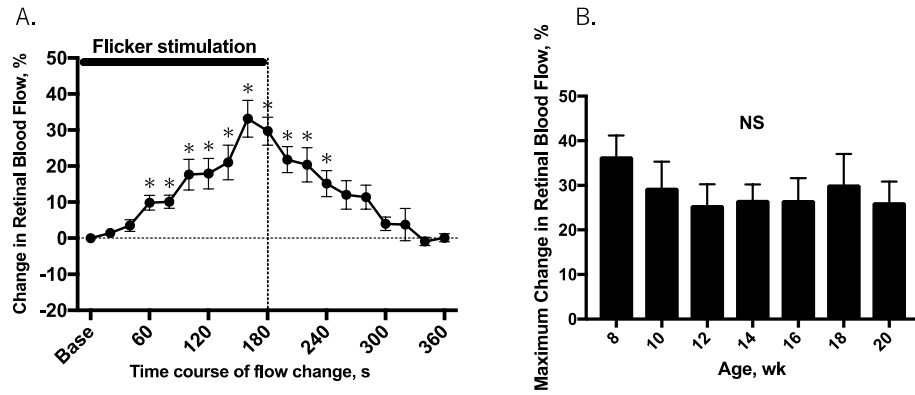 A.
Flicker stimulation
Change in Retinal Blood Flow, %
50
40
30
20
10
0
-10
-20
* * * * * * * * * *
Base 60 120 180 240 300 360
Time course of flow change, s
B.
Maximum Change in Retinal Blood Flow, %
50
40
30
20
10
0
NS
8 10 12 14 16 18 20
Age, wk